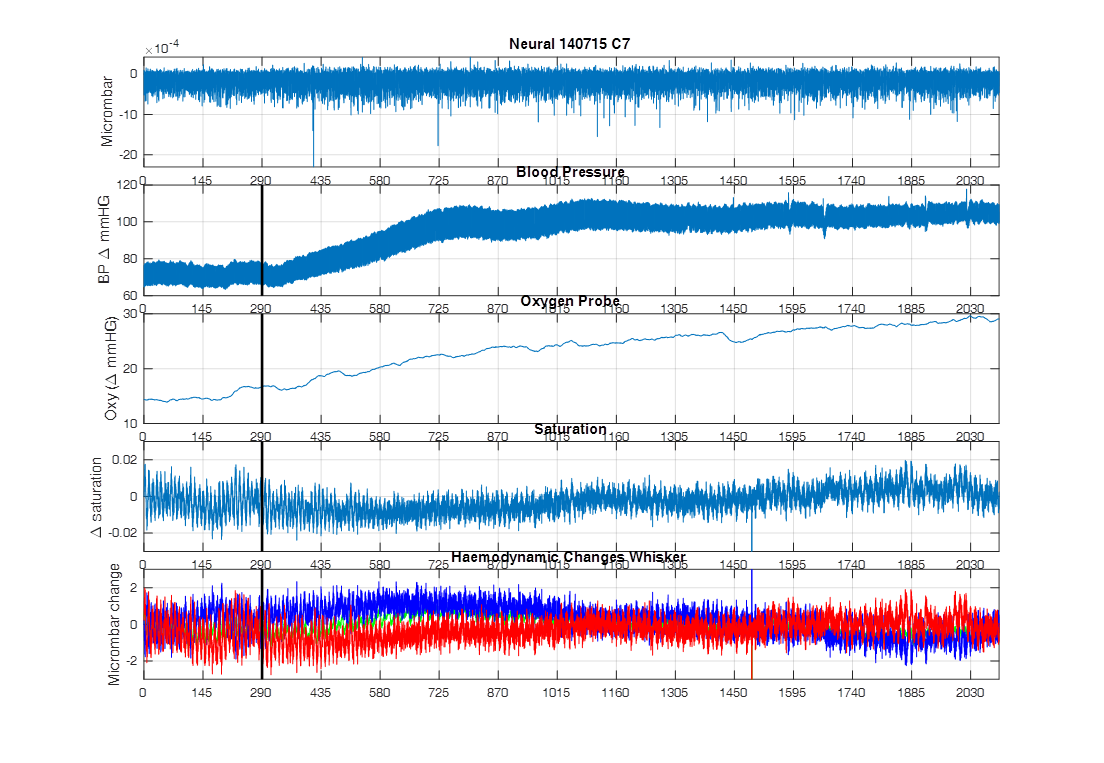 Neural 140715 C7
×10-4
Micrombar
0
-10
-20
0 145 290 435 580 725 870 1015 1160 1305 1450 1595 1740 1885 2030
Blood Pressure
BP Δ mmHG
120
100
80
60
0 145 290 435 580 725 870 1015 1160 1305 1450 1595 1740 1885 2030
Oxygen Probe
Oxy (Δ mmHG)
30
20
10
0 145 290 435 580 725 870 1015 1160 1305 1450 1595 1740 1885 2030
Saturation
Δ saturation
0.02
0
-0.02
0 145 290 435 580 725 870 1015 1160 1305 1450 1595 1740 1885 2030
Haemodynamic Changes Whisker
Micrombar change
2
0
-2
0 145 290 435 580 725 870 1015 1160 1305 1450 1595 1740 1885 2030